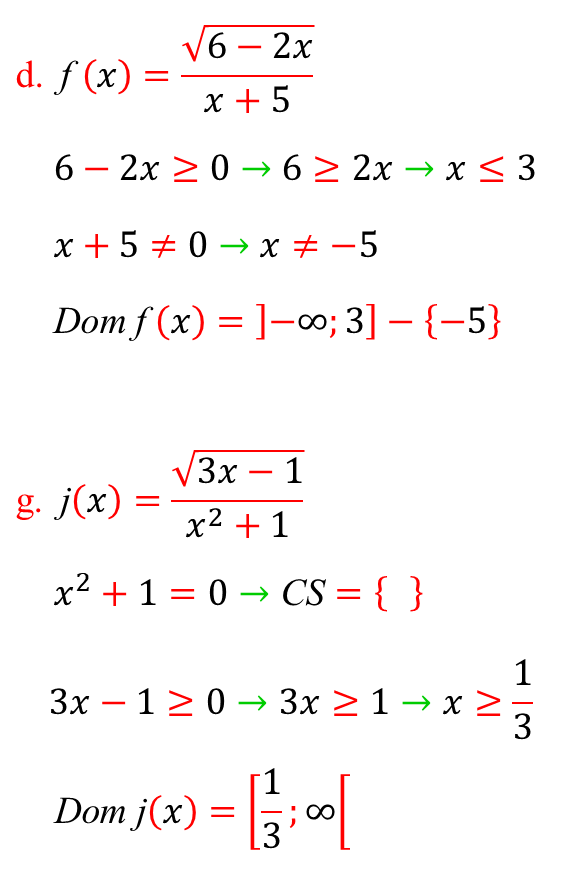 d. f(x) = √(6 − 2x) / (x + 5)
6 − 2x ≥ 0 → 6 ≥ 2x → x ≤ 3
x + 5 ≠ 0 → x ≠ −5
Dom f(x) = ]−∞; 3] − {−5}
g. j(x) = √(3x − 1) / (x² + 1)
x² + 1 = 0 → CS = { }
3x − 1 ≥ 0 → 3x ≥ 1 → x ≥ 1/3
Dom j(x) = [1/3; ∞[